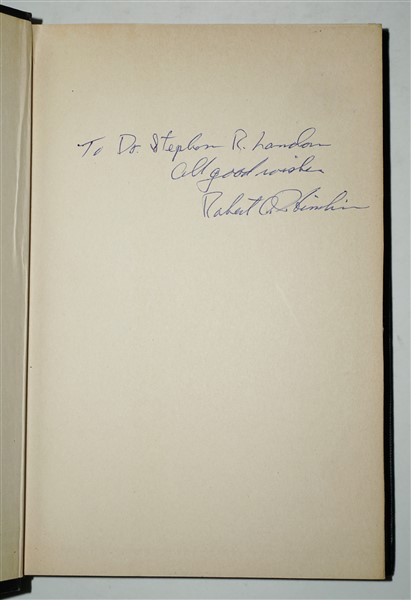 To Dr. Stephen R. Landon
All good wishes
Robert A. Heinlein